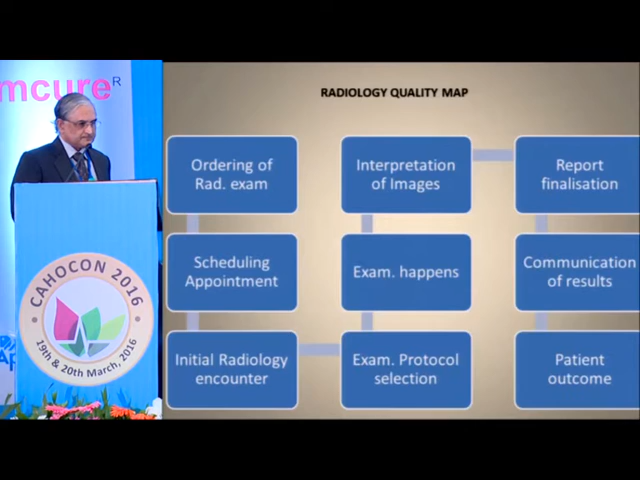 mcure R
RADIOLOGY QUALITY MAP
Ordering of
Rad. exam
Scheduling
Appointment
Initial Radiology
encounter
Interpretation
of Images
Exam. happens
Exam. Protocol
selection
Report
finalisation
Communication
of results
Patient
outcome
CAHOCON 2016
19th & 20th March, 2016